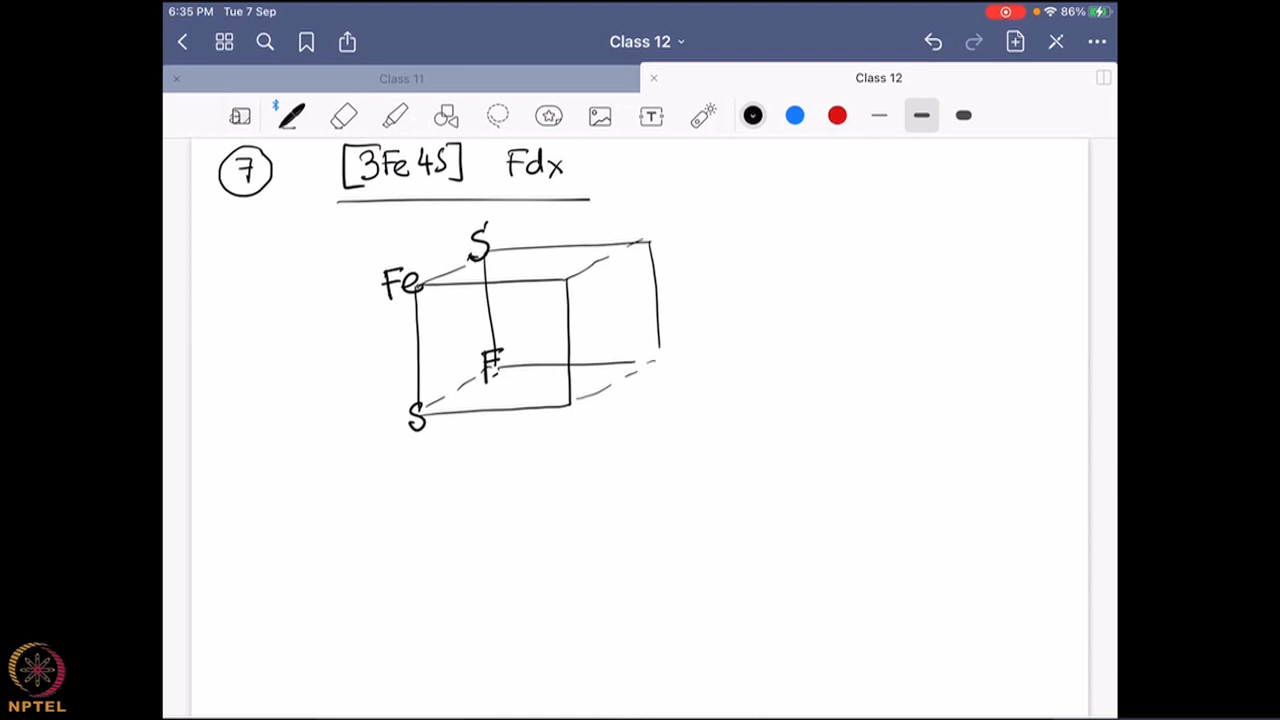 6:35 PM Tue 7 Sep 86%
Class 12
Class 11 Class 12
T
7 [3Fe 4S] Fdx
S
Fe
F
S
NPTEL